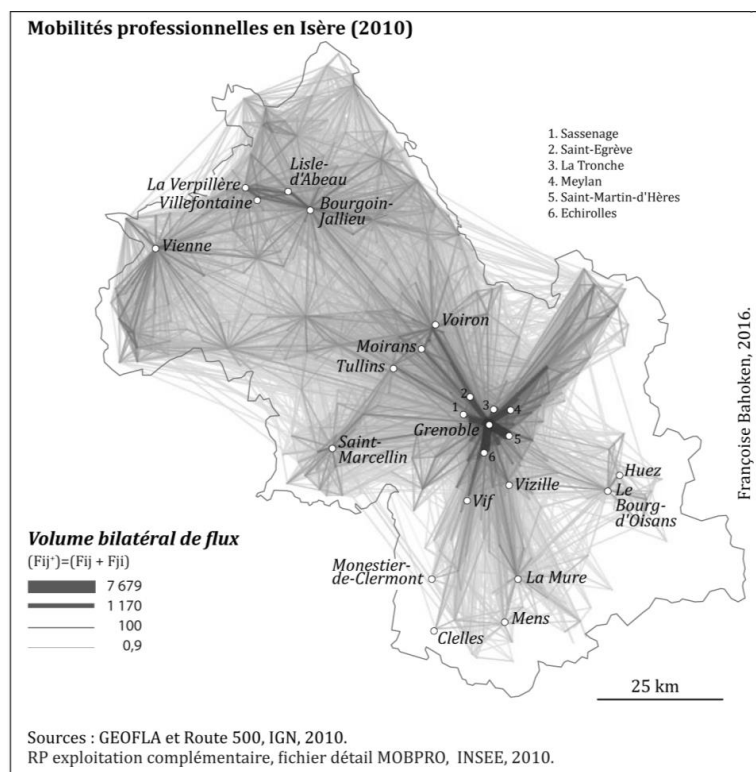 Mobilités professionnelles en Isère (2010)
1. Sassenage
2. Saint-Egrève
3. La Tronche
4. Meylan
5. Saint-Martin-d'Hères
6. Echirolles
Lisle-
d'Abeau
La Verpillère
Villefontaine
Bourgoin-
Jallieu
Vienne
Voiron
Moirans
Tullins
2
3
4
1
Grenoble
5
6
Saint-
Marcellin
Vizille
Vif
Huez
Le
Bourg-
d'Oisans
Monestier-
de-Clermont
La Mure
Mens
Clelles
Françoise Bahoken, 2016.
Volume bilatéral de flux
(Fij⁺)=(Fij + Fji)
7 679
1 170
100
0,9
25 km
Sources : GEOFLA et Route 500, IGN, 2010.
RP exploitation complémentaire, fichier détail MOBPRO, INSEE, 2010.